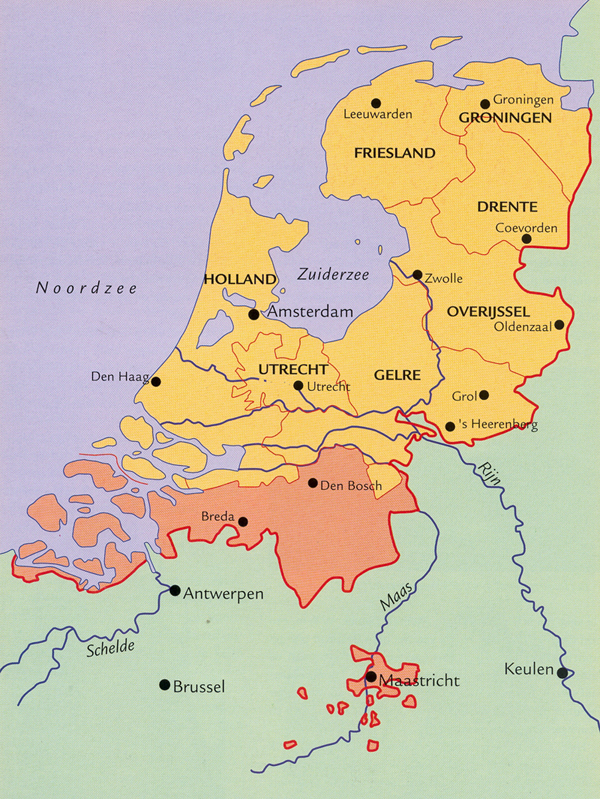 Groningen
Leeuwarden
GRONINGEN
FRIESLAND
DRENTE
Coevorden
HOLLAND
Zuiderzee
Zwolle
Noordzee
Amsterdam
OVERIJSSEL
Oldenzaal
UTRECHT
GELRE
Den Haag
Utrecht
Grol
's Heerenberg
Rijn
Den Bosch
Breda
Antwerpen
Maas
Schelde
Keulen
Maastricht
Brussel